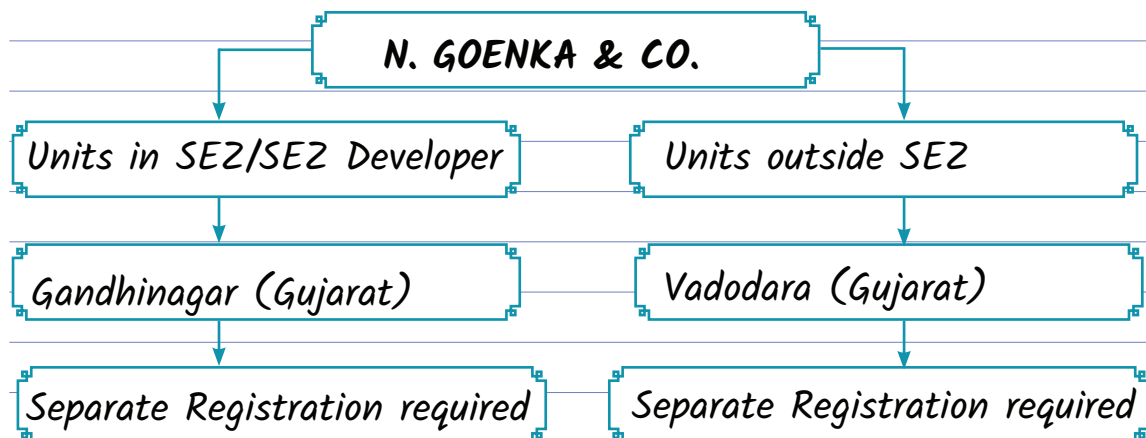 N. GOENKA & CO.
Units in SEZ/SEZ Developer
Units outside SEZ
Gandhinagar (Gujarat)
Vadodara (Gujarat)
Separate Registration required
Separate Registration required